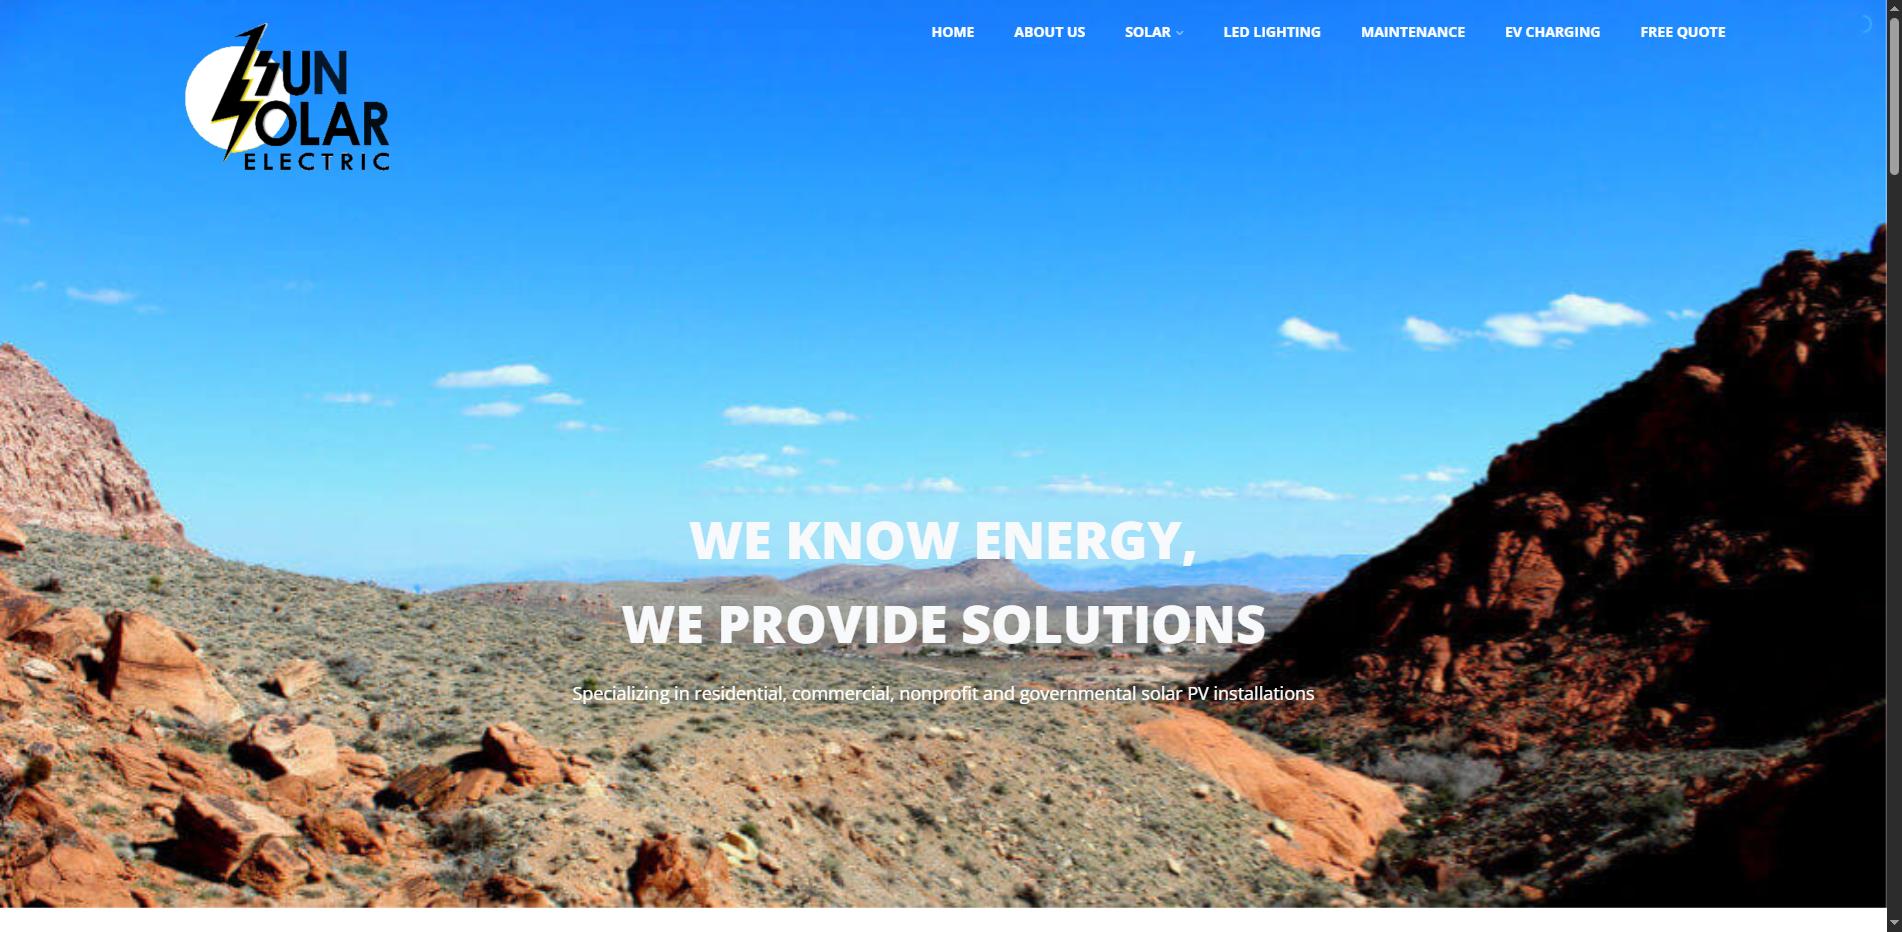 SUN
SOLAR
ELECTRIC
HOME ABOUT US SOLAR LED LIGHTING MAINTENANCE EV CHARGING FREE QUOTE
WE KNOW ENERGY,
WE PROVIDE SOLUTIONS
Specializing in residential, commercial, nonprofit and governmental solar PV installations